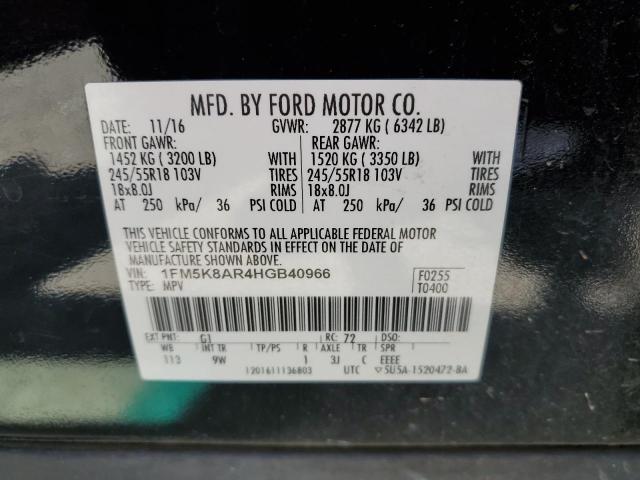 MFD. BY FORD MOTOR CO.
DATE: 11/16 GVWR: 2877 KG ( 6342 LB)
FRONT GAWR: REAR GAWR:
1452 KG ( 3200 LB) WITH 1520 KG ( 3350 LB) WITH
245/55R18 103V TIRES 245/55R18 103V TIRES
18x8.0J RIMS 18x8.0J RIMS
AT 250 kPa/ 36 PSI COLD AT 250 kPa/ 36 PSI COLD
THIS VEHICLE CONFORMS TO ALL APPLICABLE FEDERAL MOTOR
VEHICLE SAFETY STANDARDS IN EFFECT ON THE DATE OF
MANUFACTURE SHOWN ABOVE.
VIN: 1FM5K8AR4HGB40966 F0255
TYPE: MPV T0400
EXT PNT: G1 RC: 72 DSO:
WB INT TR TP/PS R AXLE TR SPR
113 9W 1 3J C EEEE
1201611136803 UTC ▽5U5A-1520472-BA